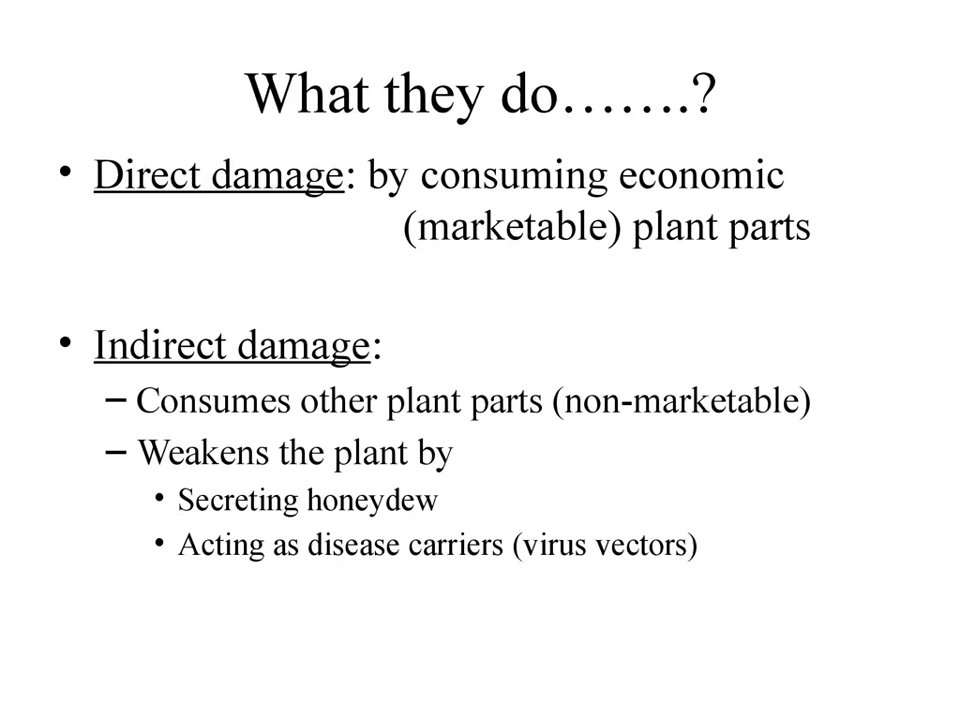 What they do…….?
• Direct damage: by consuming economic
(marketable) plant parts
• Indirect damage:
– Consumes other plant parts (non-marketable)
– Weakens the plant by
• Secreting honeydew
• Acting as disease carriers (virus vectors)